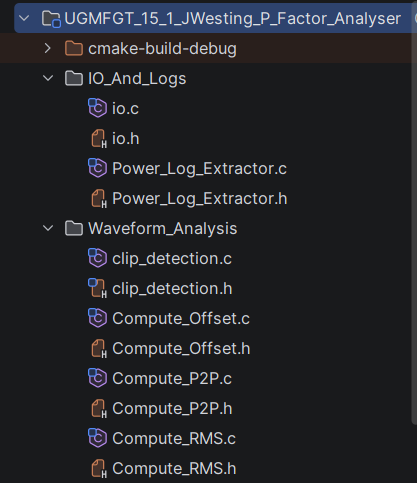 UGMFGT_15_1_JWesting_P_Factor_Analyser
cmake-build-debug
IO_And_Logs
io.c
io.h
Power_Log_Extractor.c
Power_Log_Extractor.h
Waveform_Analysis
clip_detection.c
clip_detection.h
Compute_Offset.c
Compute_Offset.h
Compute_P2P.c
Compute_P2P.h
Compute_RMS.c
Compute_RMS.h